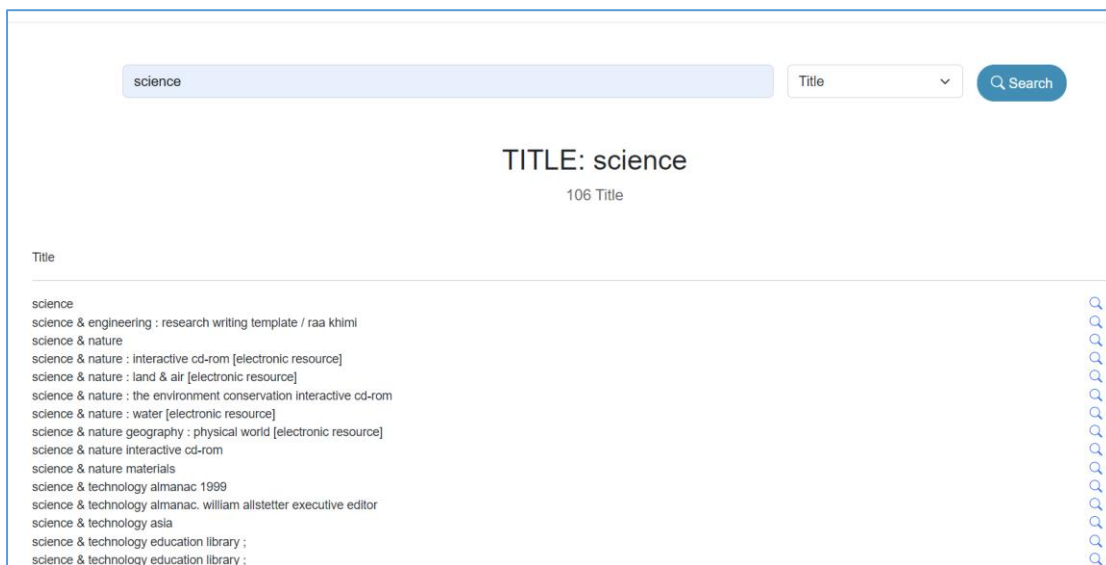 science Title Search
TITLE: science
106 Title
Title
science
science & engineering : research writing template / raa khimi
science & nature
science & nature : interactive cd-rom [electronic resource]
science & nature : land & air [electronic resource]
science & nature : the environment conservation interactive cd-rom
science & nature : water [electronic resource]
science & nature geography : physical world [electronic resource]
science & nature interactive cd-rom
science & nature materials
science & technology almanac 1999
science & technology almanac. william allstetter executive editor
science & technology asia
science & technology education library ;
science & technology education library ;